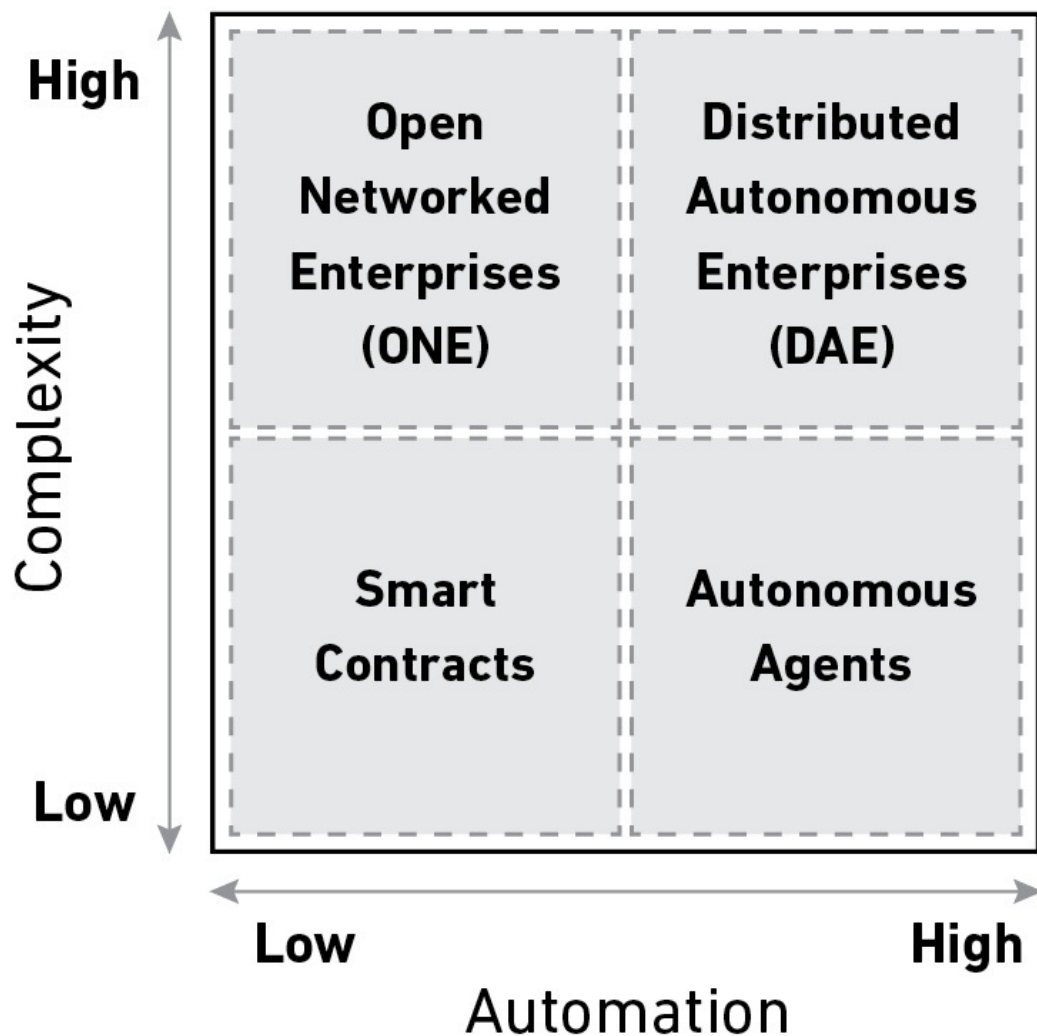 High
Complexity
Low
Open
Networked
Enterprises
(ONE)
Distributed
Autonomous
Enterprises
(DAE)
Smart
Contracts
Autonomous
Agents
Low
High
Automation